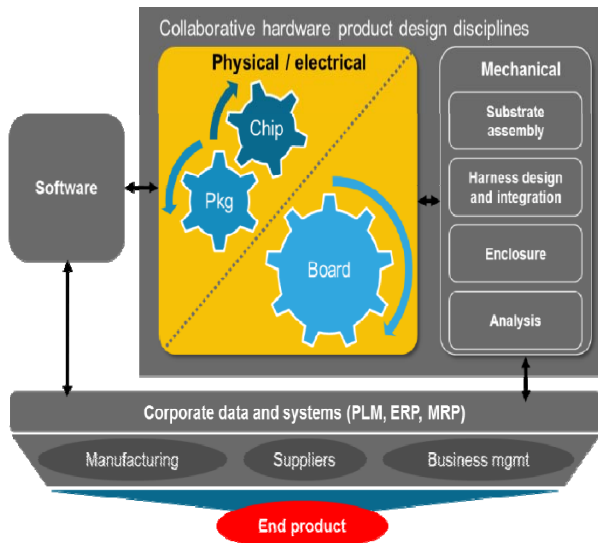 Collaborative hardware product design disciplines
Physical / electrical
Chip
Pkg
Board
Software
Mechanical
Substrate
assembly
Harness design
and integration
Enclosure
Analysis
Corporate data and systems (PLM, ERP, MRP)
Manufacturing
Suppliers
Business mgmt
End product